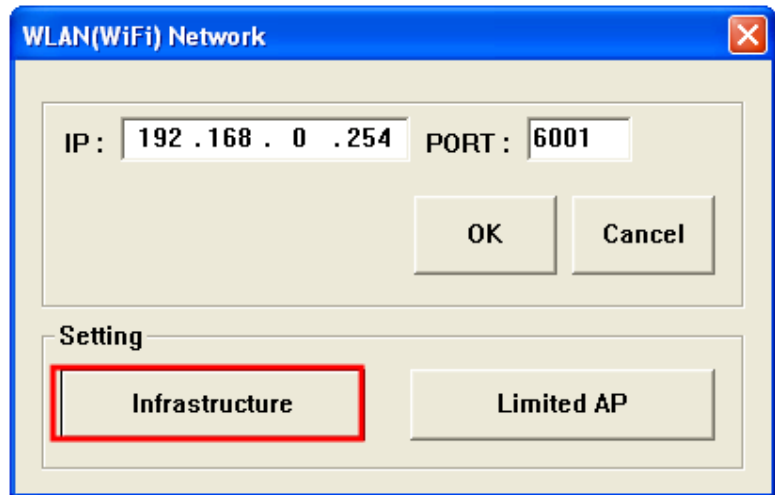 WLAN(WiFi) Network
IP : 192 .168 . 0 .254 PORT : 6001
OK Cancel
Setting
Infrastructure Limited AP